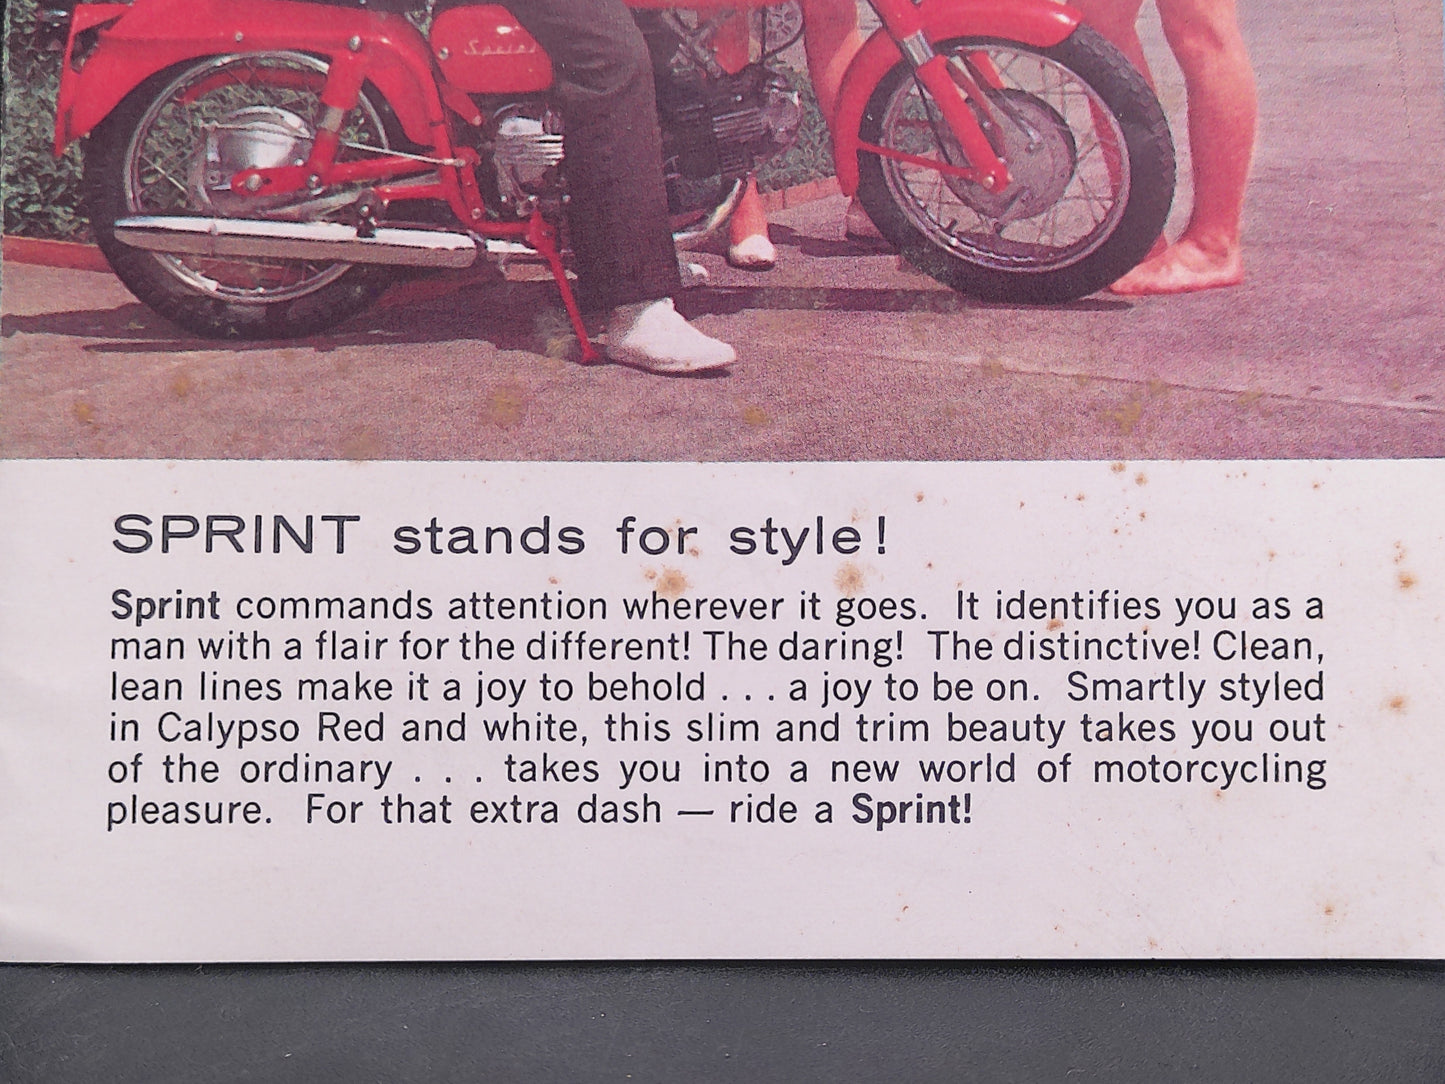 Sprint
SPRINT stands for style!
Sprint commands attention wherever it goes. It identifies you as a
man with a flair for the different! The daring! The distinctive! Clean,
lean lines make it a joy to behold . . . a joy to be on. Smartly styled
in Calypso Red and white, this slim and trim beauty takes you out
of the ordinary . . . takes you into a new world of motorcycling
pleasure. For that extra dash — ride a Sprint!